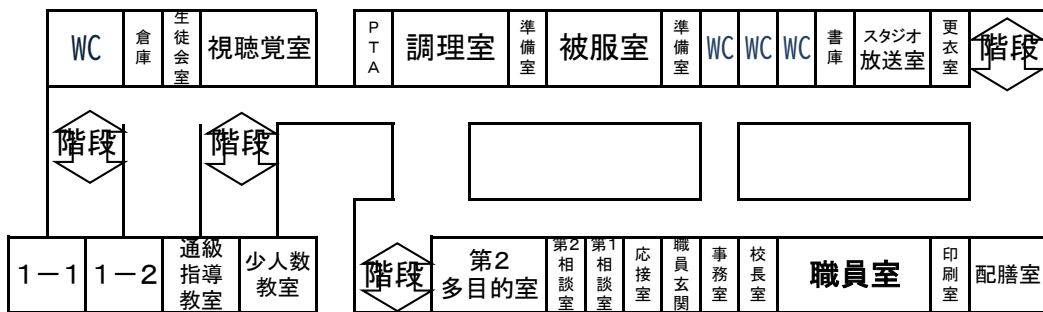 WC
倉庫
生徒会室
視聴覚室
PTA
調理室
準備室
被服室
準備室
WC
WC
WC
書庫
スタジオ
放送室
更衣室
階段
階段
階段
1-1
1-2
通級
指導
教室
少人数
教室
階段
第2
多目的室
第2相談室
第1相談室
応接室
職員玄関
事務室
校長室
職員室
印刷室
配膳室